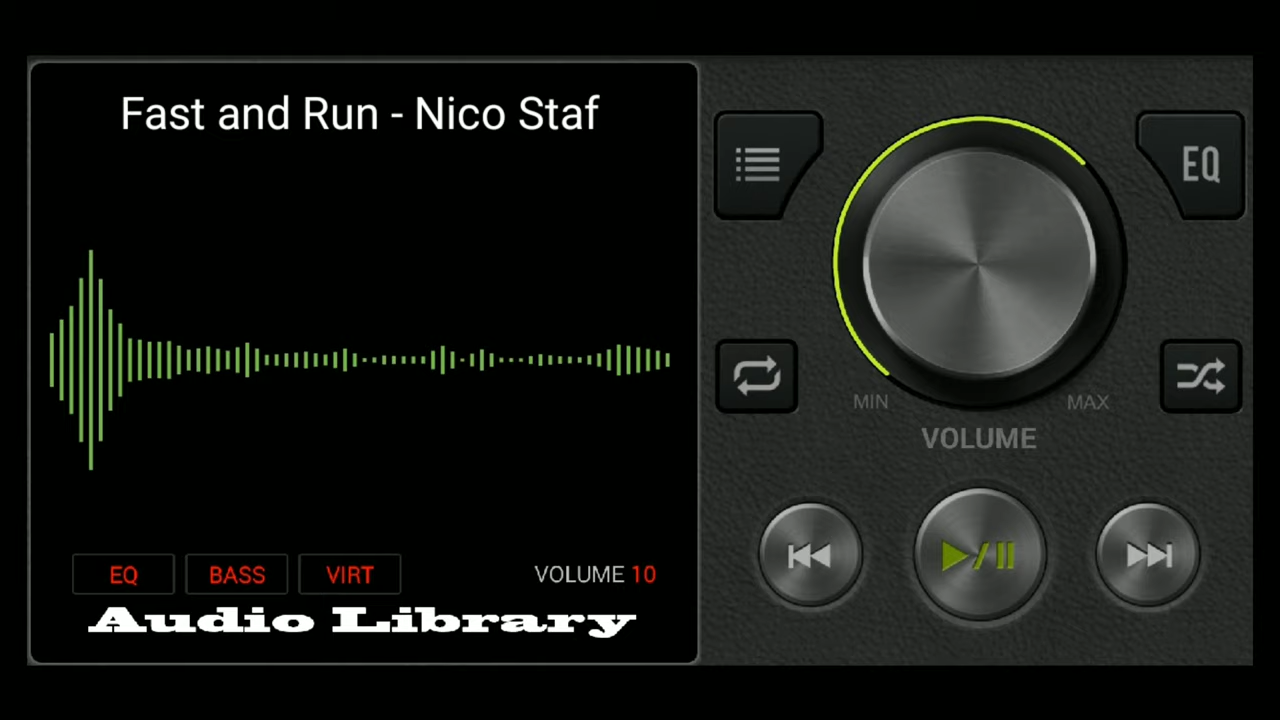 Fast and Run - Nico Staf
EQ
MIN
MAX
VOLUME
EQ
BASS
VIRT
VOLUME 10
Audio Library